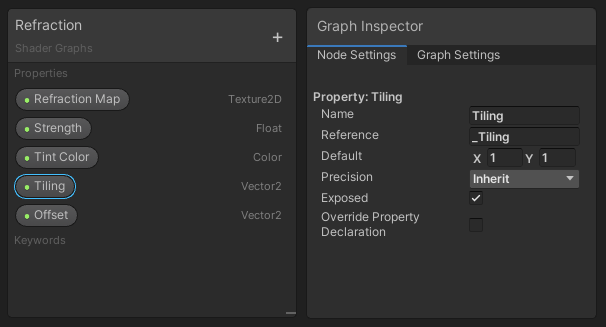 Refraction
+
Shader Graphs
Properties
Refraction Map Texture2D
Strength Float
Tint Color Color
Tiling Vector2
Offset Vector2
Keywords
Graph Inspector
Node Settings Graph Settings
Property: Tiling
Name Tiling
Reference _Tiling
Default X 1 Y 1
Precision Inherit
Exposed
Override Property
Declaration